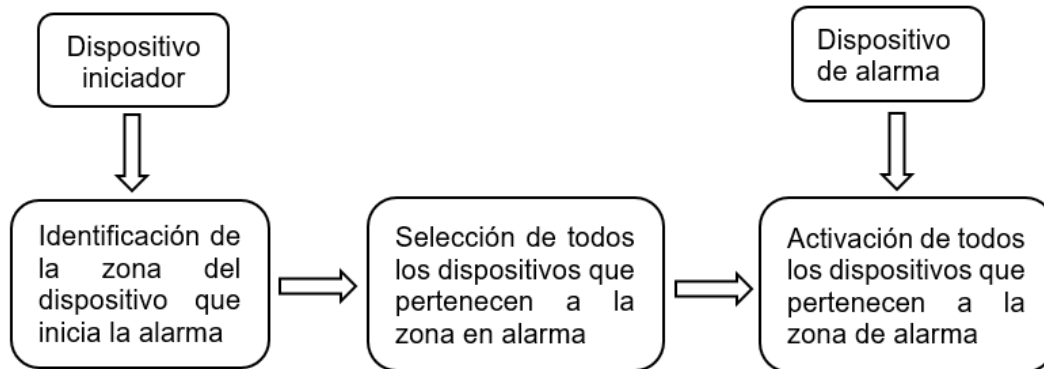 Dispositivo
iniciador
Dispositivo
de alarma
Identificación de
la zona del
dispositivo que
inicia la alarma
Selección de todos
los dispositivos que
pertenecen a la
zona en alarma
Activación de todos
los dispositivos que
pertenecen a la
zona de alarma